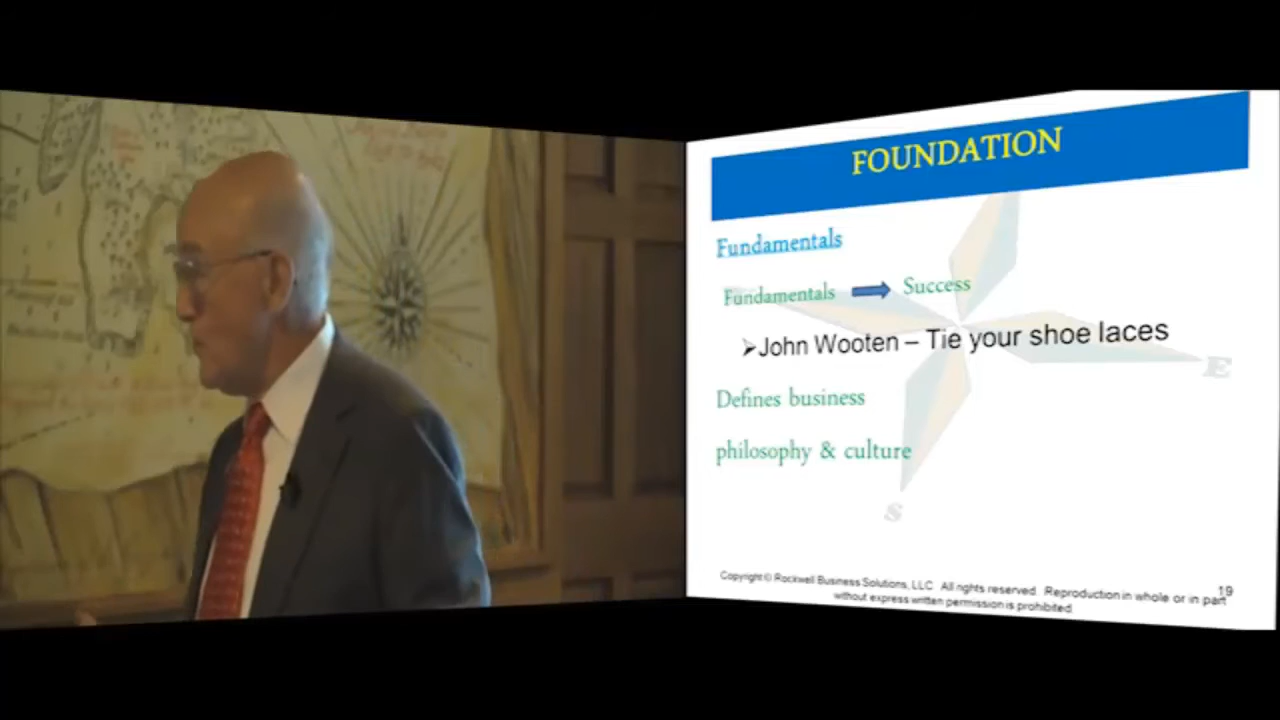 FOUNDATION
Fundamentals
Fundamentals Success
➢John Wooten – Tie your shoe laces
Defines business
philosophy & culture
E
S
Copyright © Rockwell Business Solutions, LLC All rights reserved. Reproduction in whole or in part
without express written permission is prohibited
19